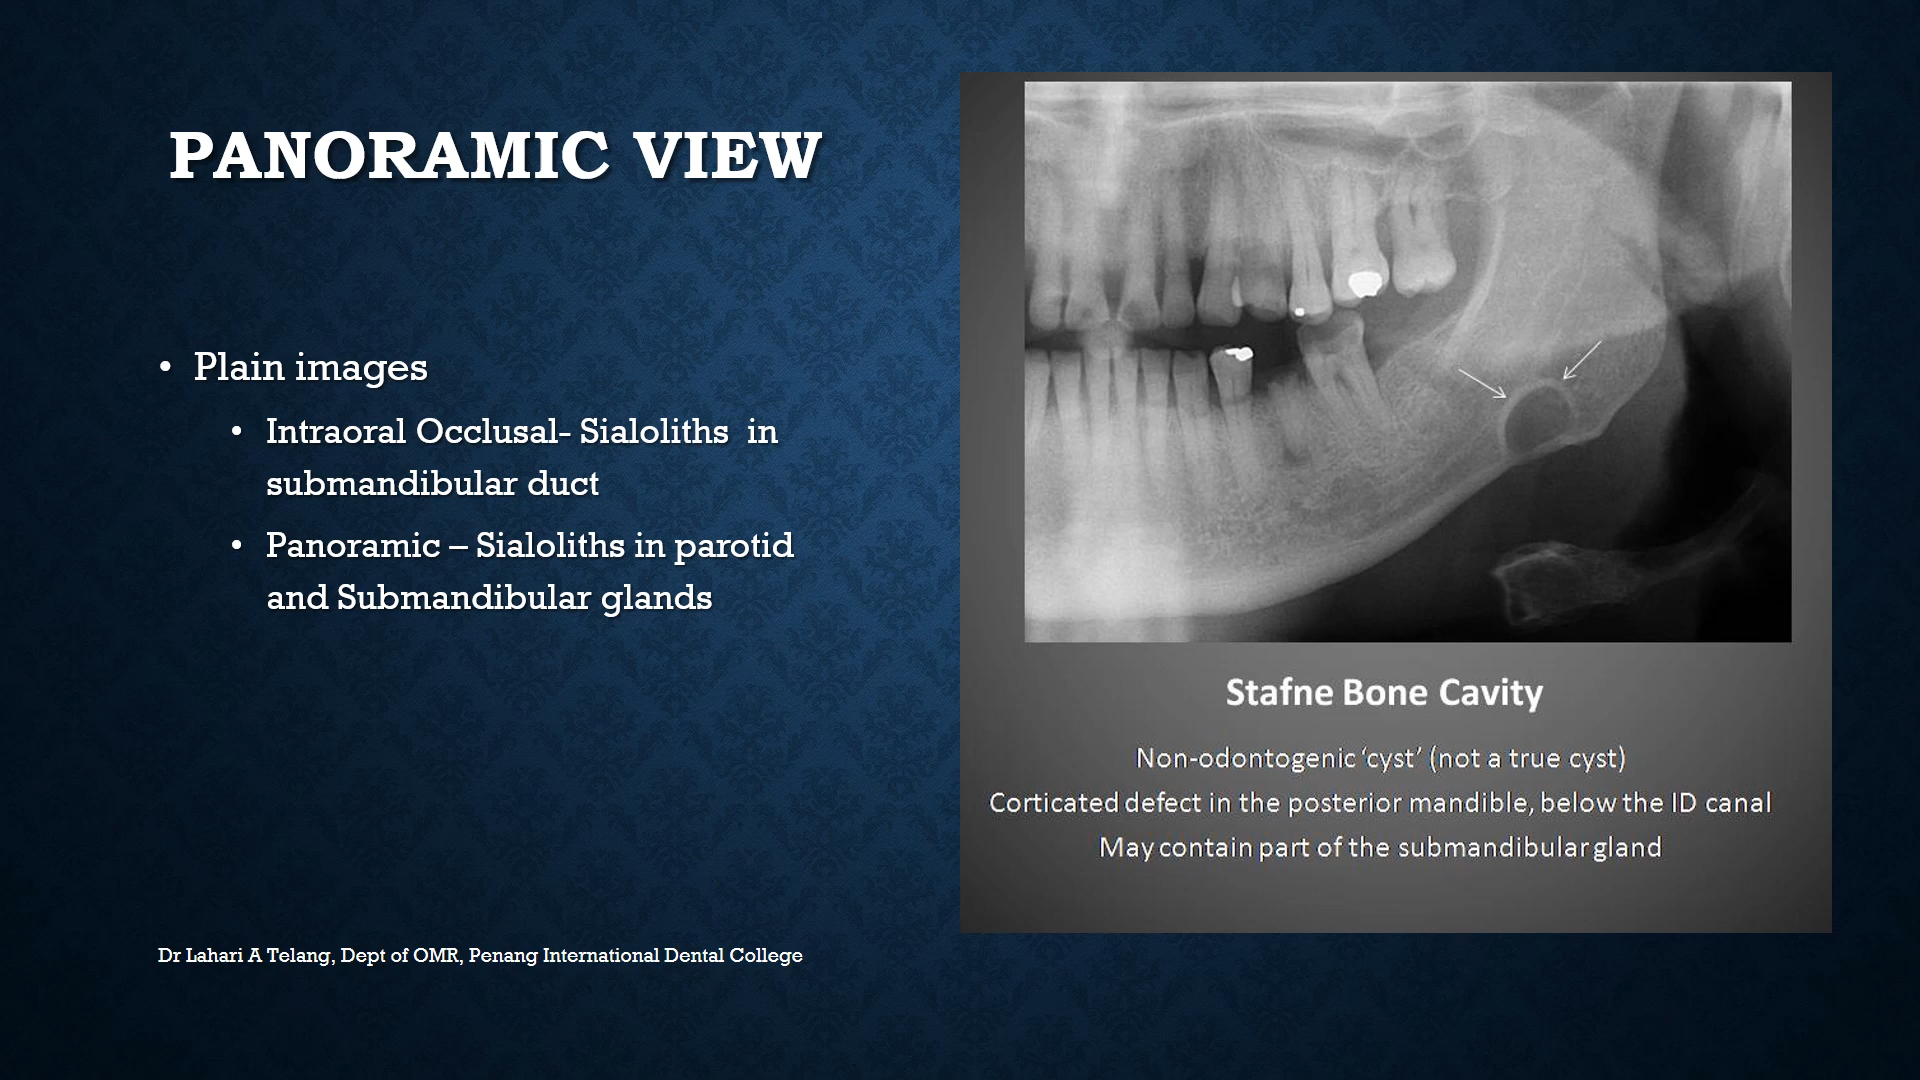 PANORAMIC VIEW
• Plain images
• Intraoral Occlusal- Sialoliths in
submandibular duct
• Panoramic – Sialoliths in parotid
and Submandibular glands
Dr Lahari A Telang, Dept of OMR, Penang International Dental College
Stafne Bone Cavity
Non-odontogenic ‘cyst’ (not a true cyst)
Corticated defect in the posterior mandible, below the ID canal
May contain part of the submandibular gland